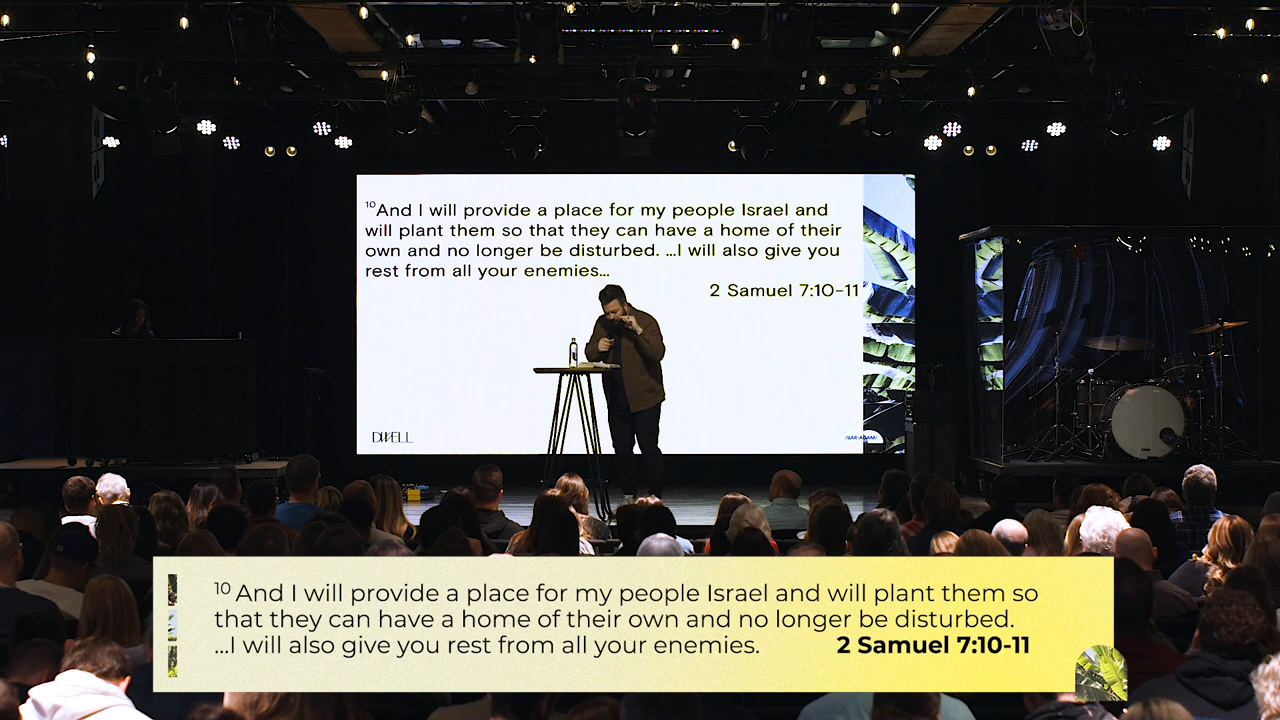 ¹⁰And I will provide a place for my people Israel and
will plant them so that they can have a home of their
own and no longer be disturbed. ...I will also give you
rest from all your enemies...
2 Samuel 7:10-11
DWELL
¹⁰ And I will provide a place for my people Israel and will plant them so
that they can have a home of their own and no longer be disturbed.
...I will also give you rest from all your enemies. 2 Samuel 7:10-11